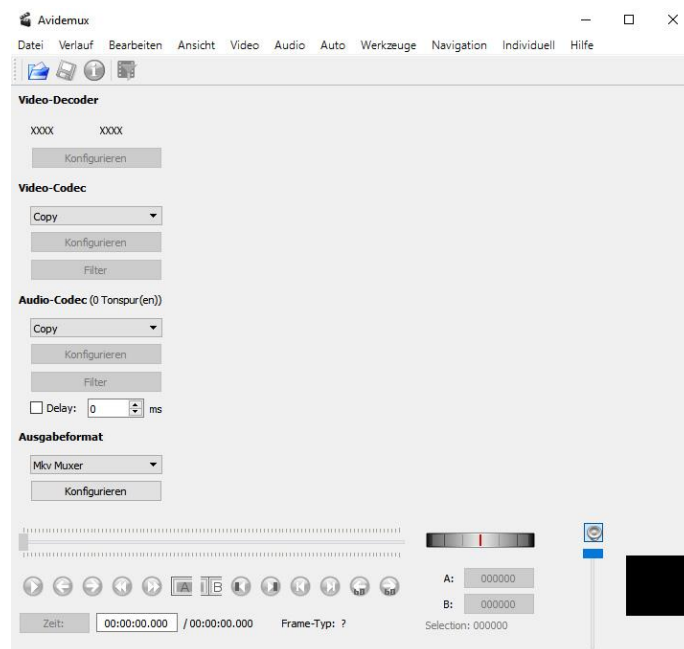 Avidemux
Datei Verlauf Bearbeiten Ansicht Video Audio Auto Werkzeuge Navigation Individuell Hilfe
Video-Decoder
XXXX XXXX
Konfigurieren
Video-Codec
Copy
Konfigurieren
Filter
Audio-Codec (0 Tonspur(en))
Copy
Konfigurieren
Filter
Delay: 0 ms
Ausgabeformat
Mkv Muxer
Konfigurieren
A B 60 60
A: 000000
B: 000000
Zeit: 00:00:00.000 / 00:00:00.000 Frame-Typ: ?
Selection: 000000